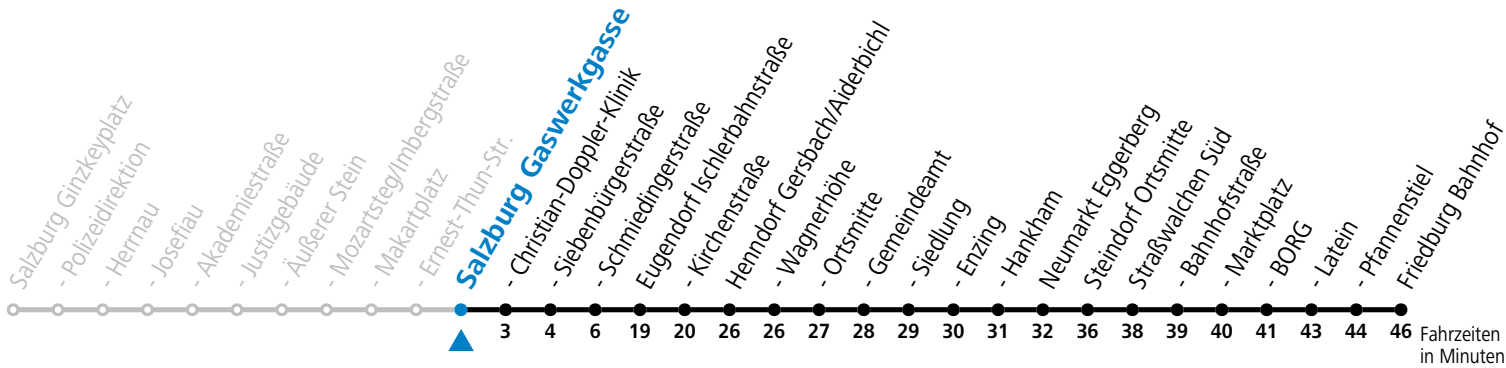 Salzburg Ginzkeyplatz
- Polizeidirektion
- Herrnau
- Josefiau
- Akademiestraße
- Justizgebäude
- Äußerer Stein
- Mozartsteg/Imbergstraße
- Makartplatz
- Ernest-Thun-Str.
Salzburg Gaswerkgasse
- Christian-Doppler-Klinik
- Siebenbürgerstraße
- Schmiedingerstraße
Eugendorf Ischlerbahnstraße
- Kirchenstraße
Henndorf Gersbach/Aiderbichl
- Wagnerhöhe
- Ortsmitte
- Gemeindeamt
- Siedlung
- Enzing
- Hankham
Neumarkt Eggerberg
Steindorf Ortsmitte
Straßwalchen Süd
- Bahnhofstraße
- Marktplatz
- BORG
- Latein
- Pfannenstiel
Friedburg Bahnhof
3 4 6 19 20 26 26 27 28 29 30 31 32 36 38 39 40 41 43 44 46
Fahrzeiten
in Minuten